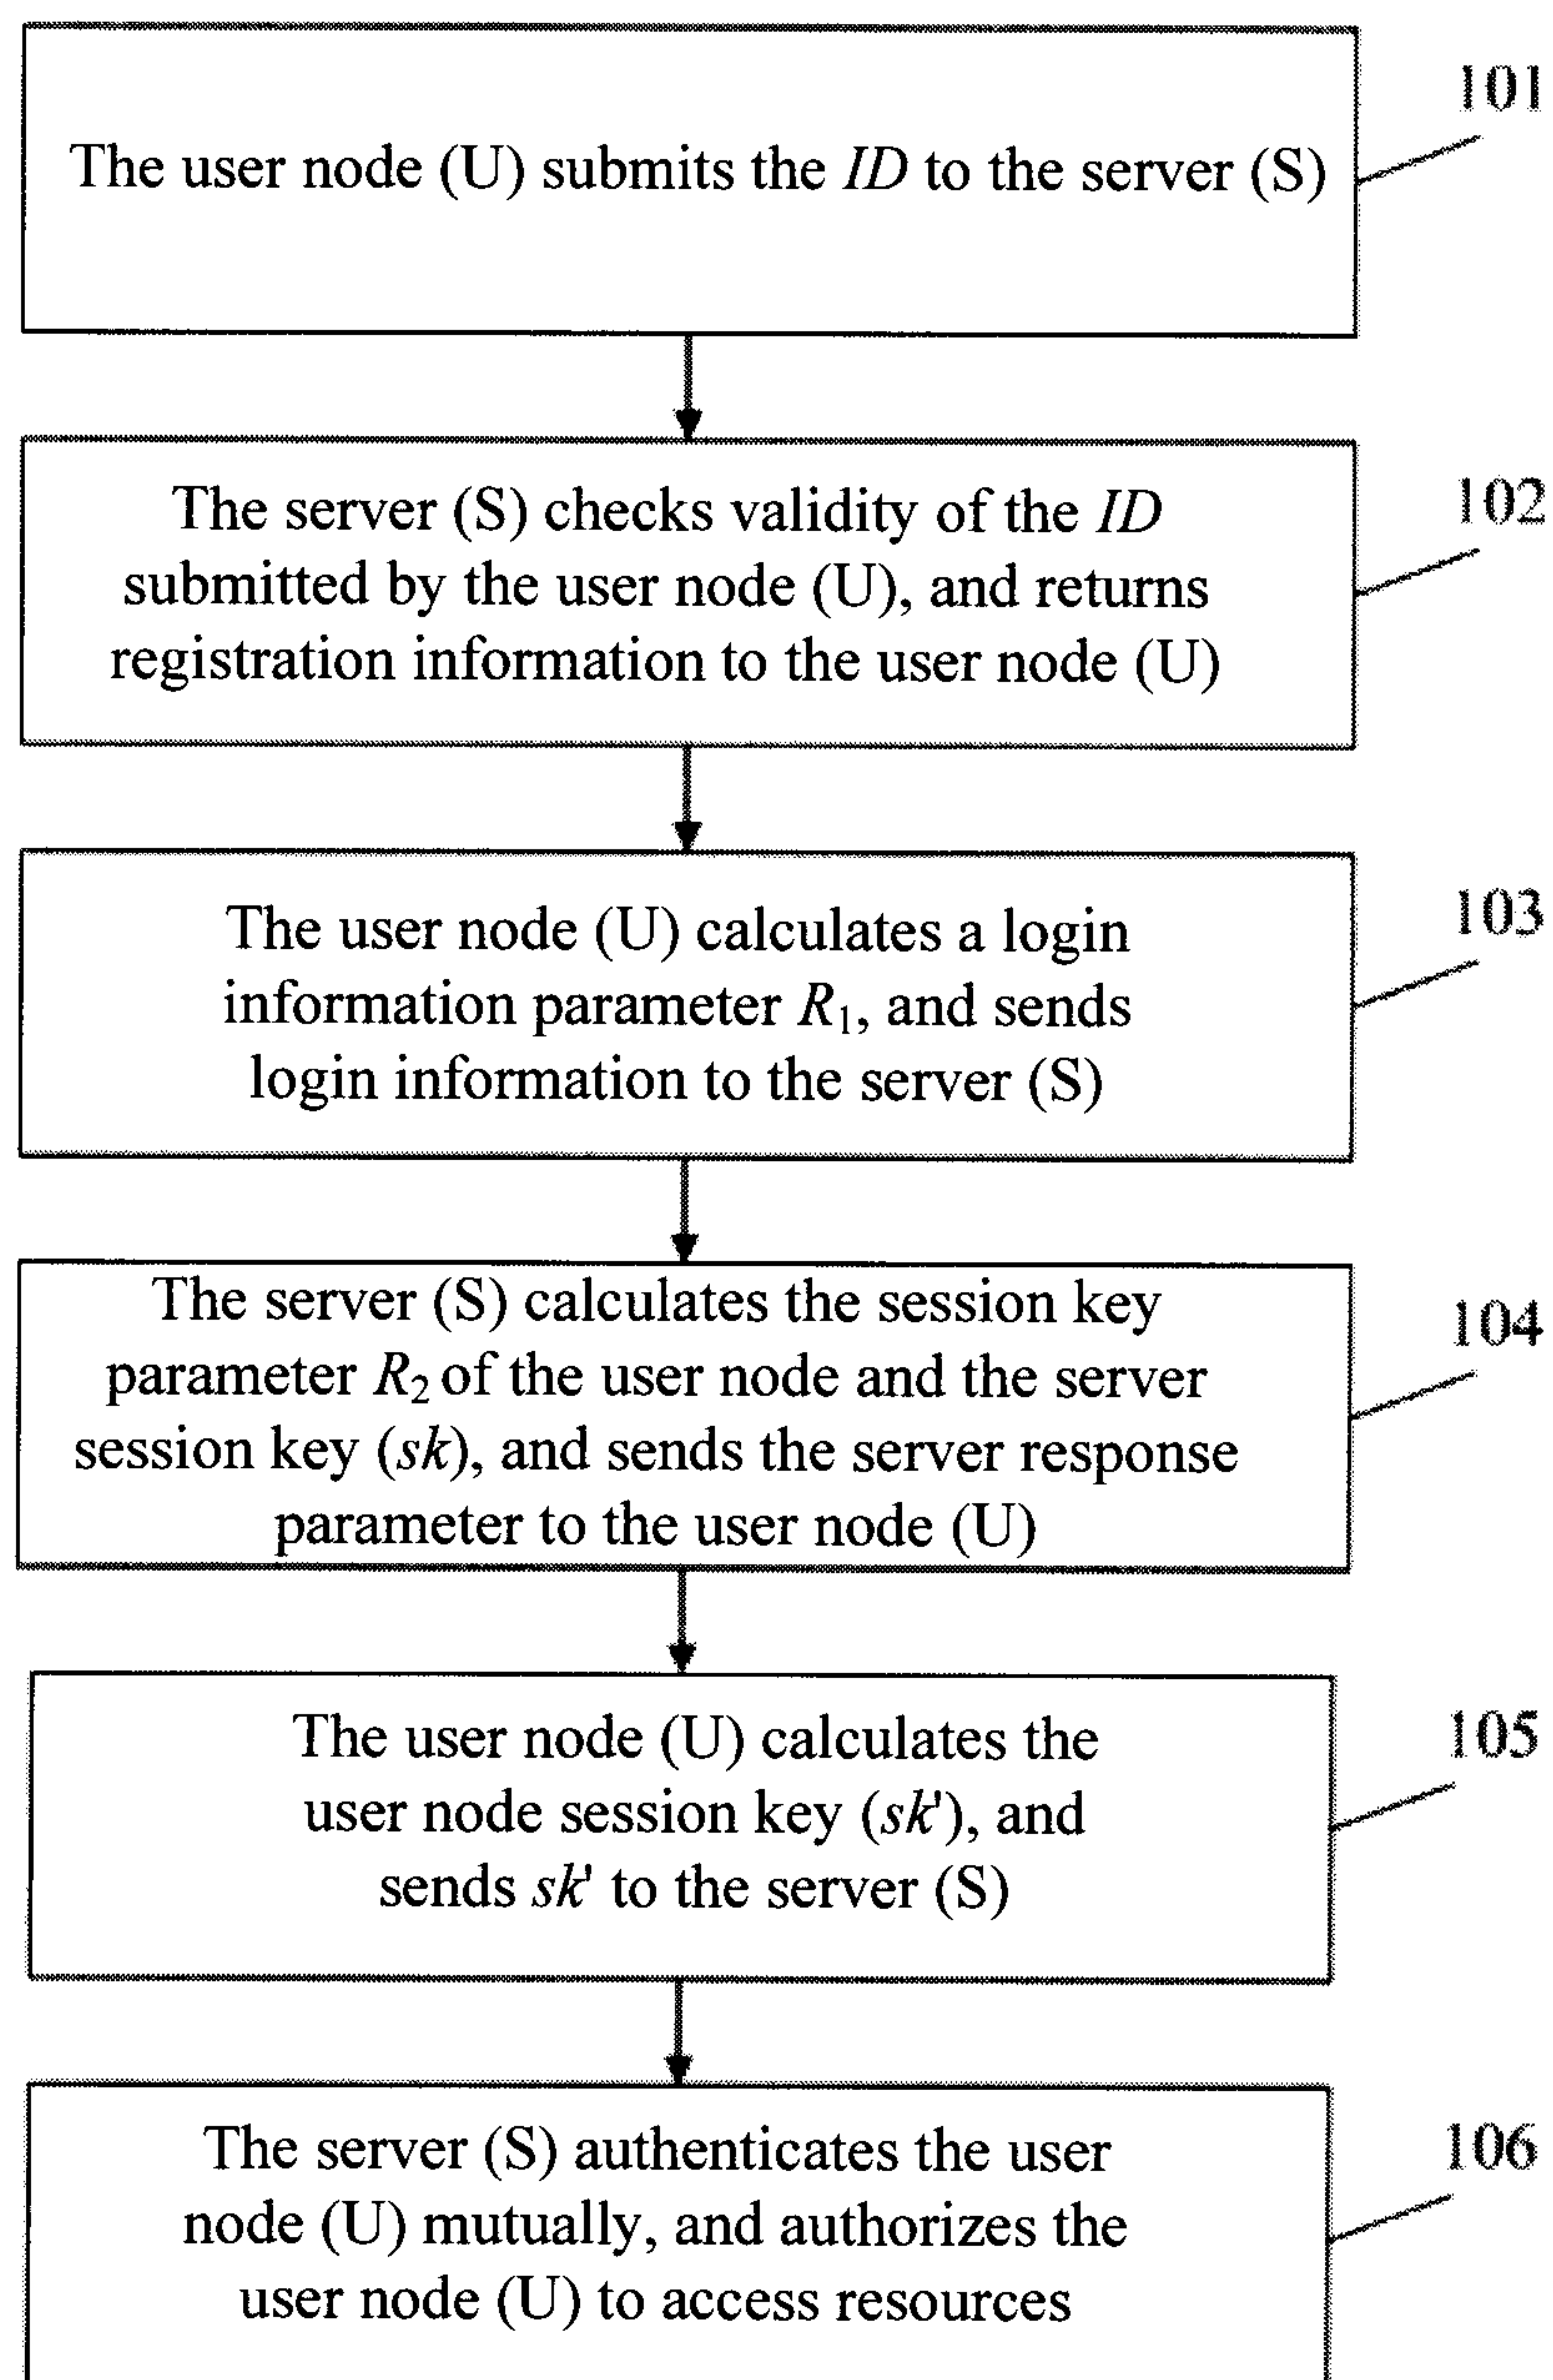 101
The user node (U) submits the ID to the server (S)
102
The server (S) checks validity of the ID
submitted by the user node (U), and returns
registration information to the user node (U)
103
The user node (U) calculates a login
information parameter R₁, and sends
login information to the server (S)
104
The server (S) calculates the session key
parameter R₂ of the user node and the server
session key (sk), and sends the server response
parameter to the user node (U)
105
The user node (U) calculates the
user node session key (sk'), and
sends sk' to the server (S)
106
The server (S) authenticates the user
node (U) mutually, and authorizes the
user node (U) to access resources